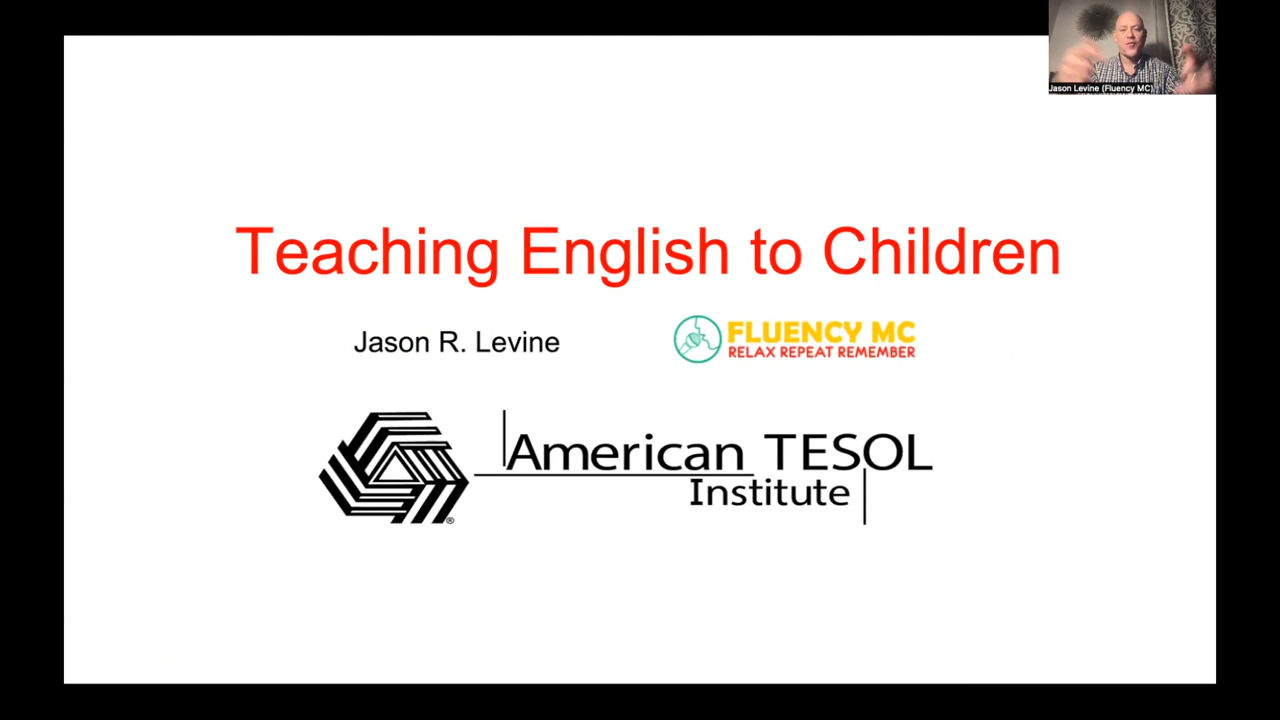 Jason Levine (Fluency MC)
Teaching English to Children
Jason R. Levine
FLUENCY MC
RELAX REPEAT REMEMBER
American TESOL
Institute
®